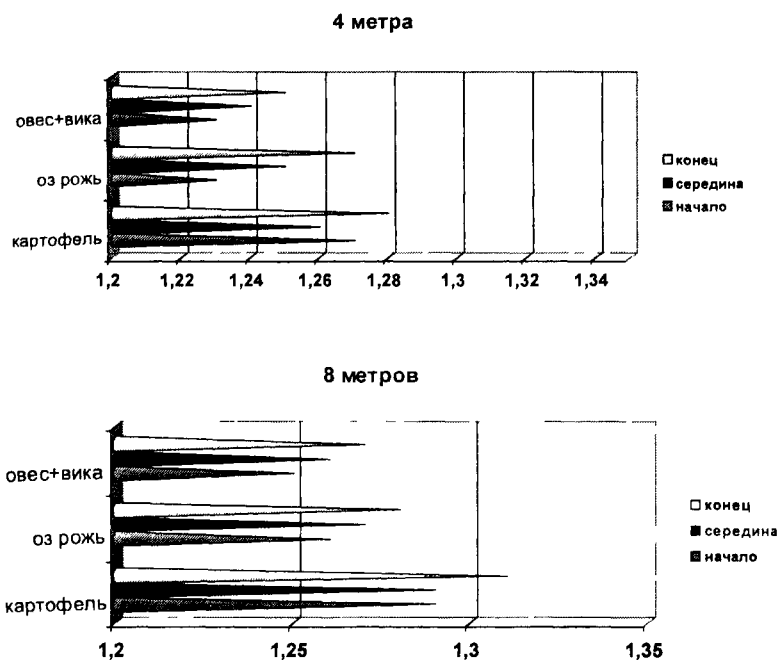 4 метра
овес+вика
оз рожь
картофель
1,2 1,22 1,24 1,26 1,28 1,3 1,32 1,34
конец
середина
начало
8 метров
овес+вика
оз рожь
картофель
1,2 1,25 1,3 1,35
конец
середина
начало